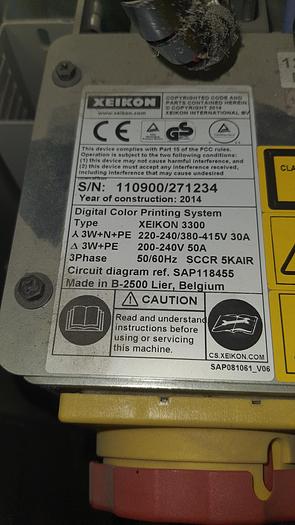 XEIKON
www.xeikon.com
COPYRIGHTED CODE AND
PARTS CONTAINED HEREIN
© COPYRIGHT 2014
XEIKON INTERNATIONAL BV
CE
GS
This device complies with Part 15 of the FCC rules.
Operation is subject to the two following conditions:
(1) this device may not cause harmful interference, and
(2) this device must accept any interference received,
including interference that may cause undesired
S/N: 110900/271234
Year of construction: 2014
Digital Color Printing System
Type XEIKON 3300
3W+N+PE 220-240/380-415V 30A
Δ 3W+PE 200-240V 50A
3Phase 50/60Hz SCCR 5KAIR
Circuit diagram ref. SAP118455
Made in B-2500 Lier, Belgium
CAUTION
Read and understand
instructions before
using or servicing
this machine.
CS.XEIKON.COM
SAP081061_V06
CLA